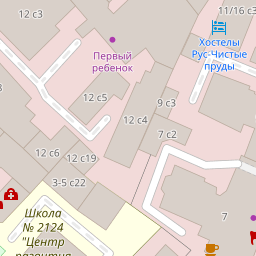 12 с3
11/16 с3
Хостелы
Рус-Чистые
пруды
Первый
ребенок
12 с5
9 с3
12 с4
7 с2
12 с6
12 с19
3-5 с22
Школа
№ 2124
"Центр
развития
7